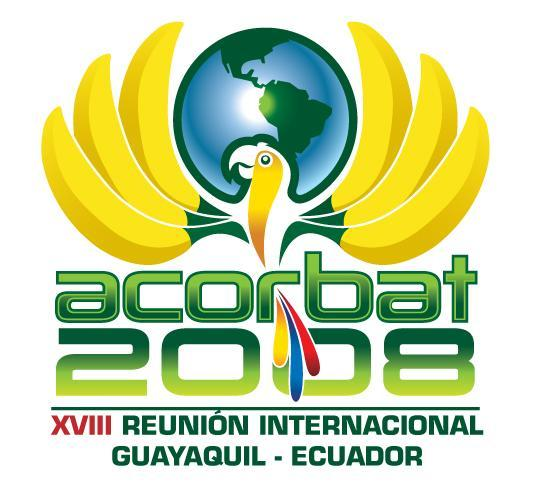 acorbat
2008
XVIII REUNIÓN INTERNACIONAL
GUAYAQUIL - ECUADOR